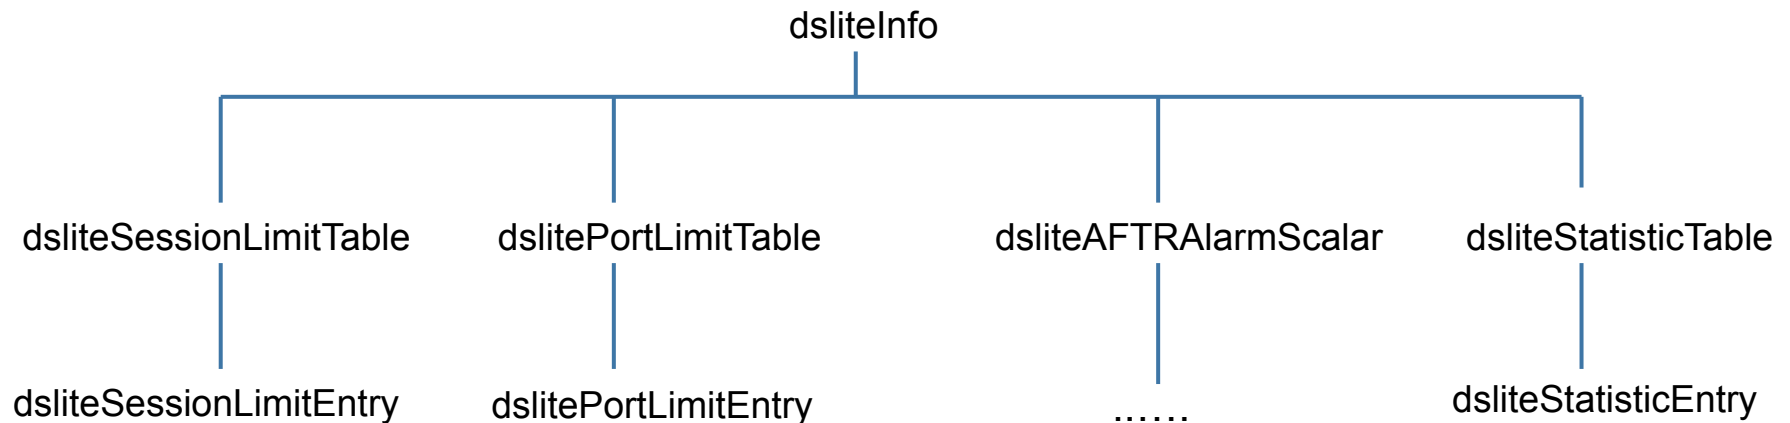 dsliteInfo
dsliteSessionLimitTable dslitePortLimitTable dsliteAFTRAlarmScalar dsliteStatisticTable
dsliteSessionLimitEntry dslitePortLimitEntry ...... dsliteStatisticEntry